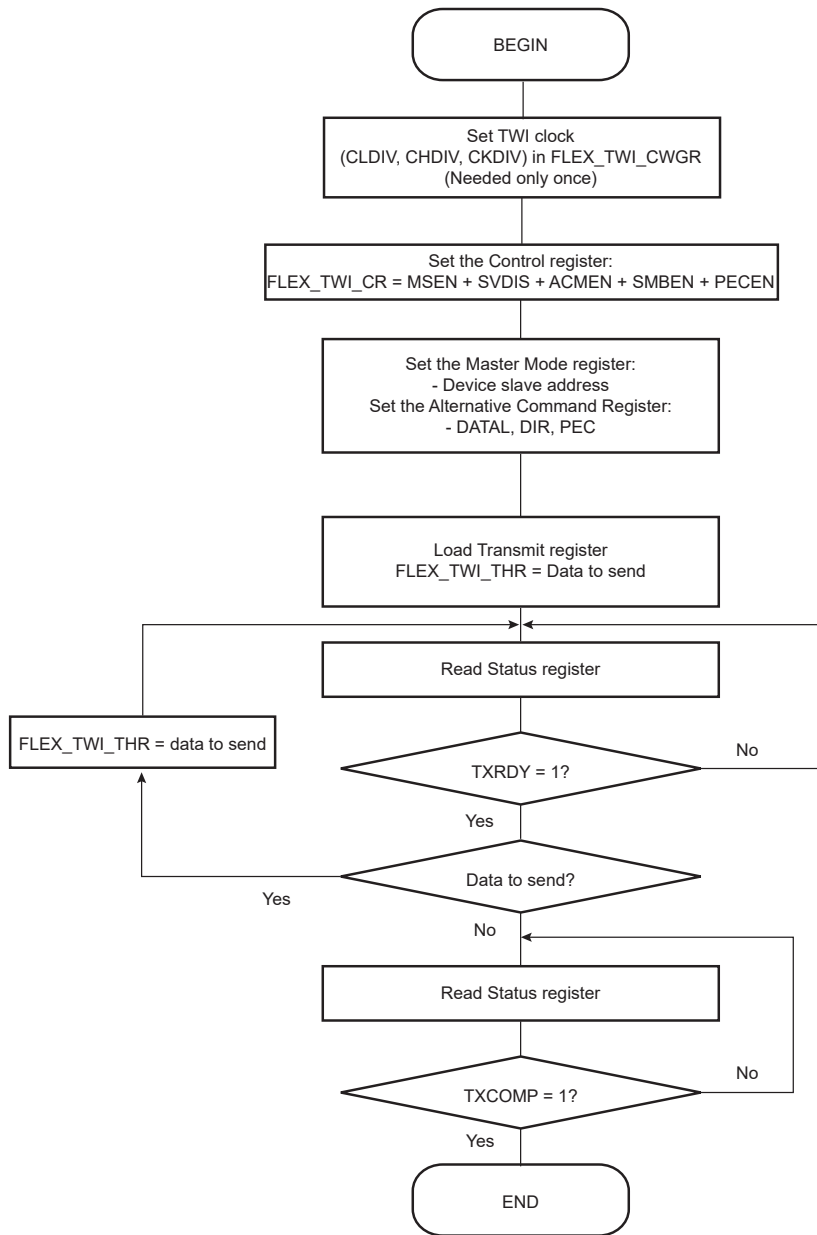 BEGIN
Set TWI clock
(CLDIV, CHDIV, CKDIV) in FLEX_TWI_CWGR
(Needed only once)
Set the Control register:
FLEX_TWI_CR = MSEN + SVDIS + ACMEN + SMBEN + PECEN
Set the Master Mode register:
- Device slave address
Set the Alternative Command Register:
- DATAL, DIR, PEC
Load Transmit register
FLEX_TWI_THR = Data to send
Read Status register
FLEX_TWI_THR = data to send
TXRDY = 1?
No
Yes
Data to send?
Yes
No
Read Status register
TXCOMP = 1?
No
Yes
END